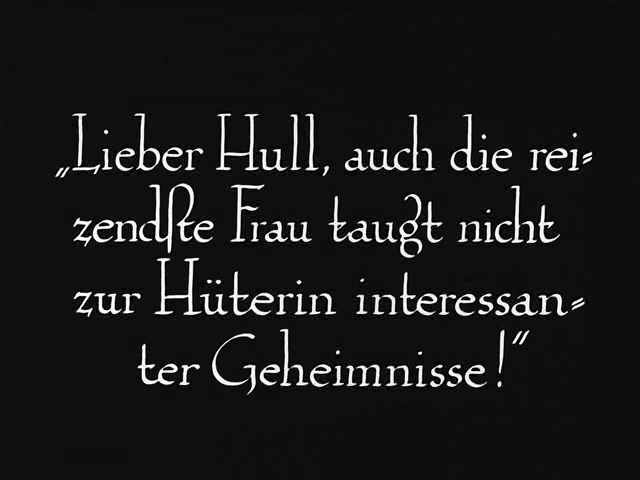 „Lieber Hull, auch die rei-
zendste Frau taugt nicht
zur Hüterin interessan-
ter Geheimnisse!“